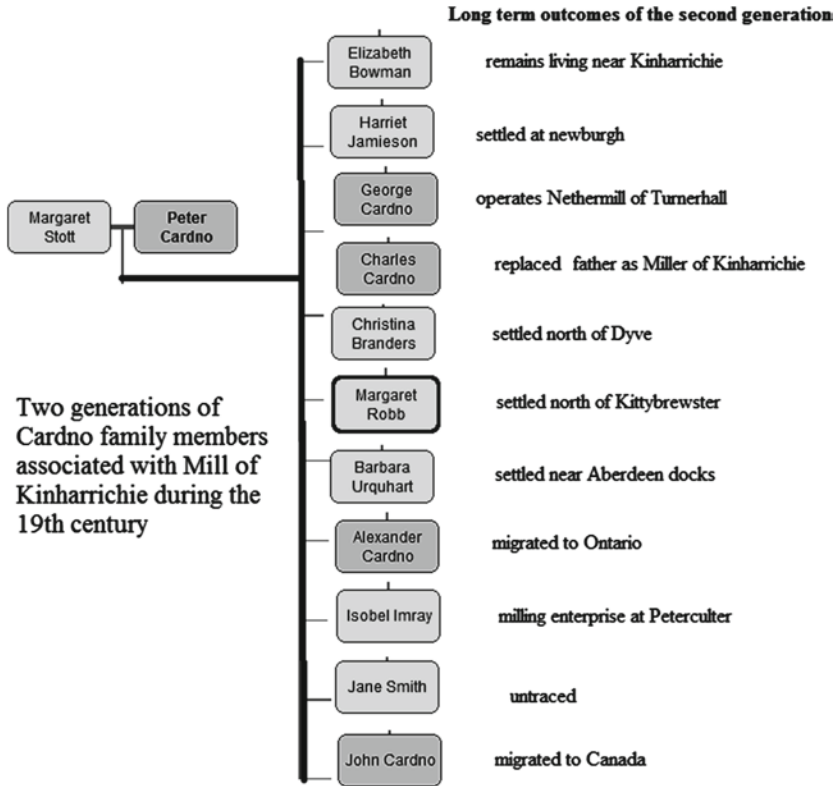 Long term outcomes of the second generation
Elizabeth
Bowman
remains living near Kinharrichie
Harriet
Jamieson
settled at newburgh
George
Cardno
operates Nethermill of Turnerhall
Margaret
Stott
Peter
Cardno
Charles
Cardno
replaced father as Miller of Kinharrichie
Christina
Branders
settled north of Dyve
Margaret
Robb
settled north of Kittybrewster
Two generations of
Cardno family members
associated with Mill of
Kinharrichie during the
19th century
Barbara
Urquhart
settled near Aberdeen docks
Alexander
Cardno
migrated to Ontario
Isobel Imray
milling enterprise at Peterculter
Jane Smith
untraced
John Cardno
migrated to Canada